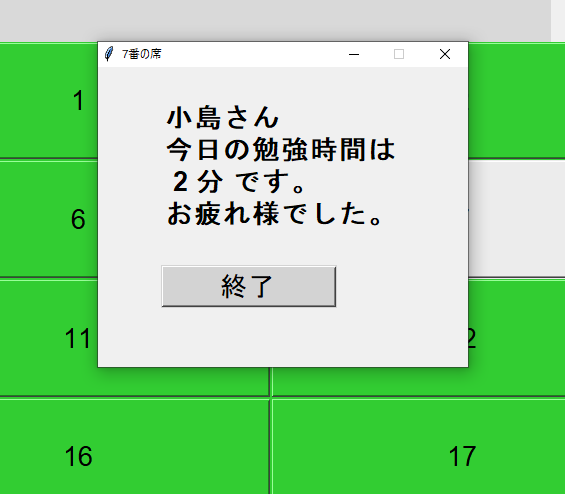 7番の席
1
小島さん
今日の勉強時間は
2 分 です。
お疲れ様でした。
6
終了
11
2
16
17